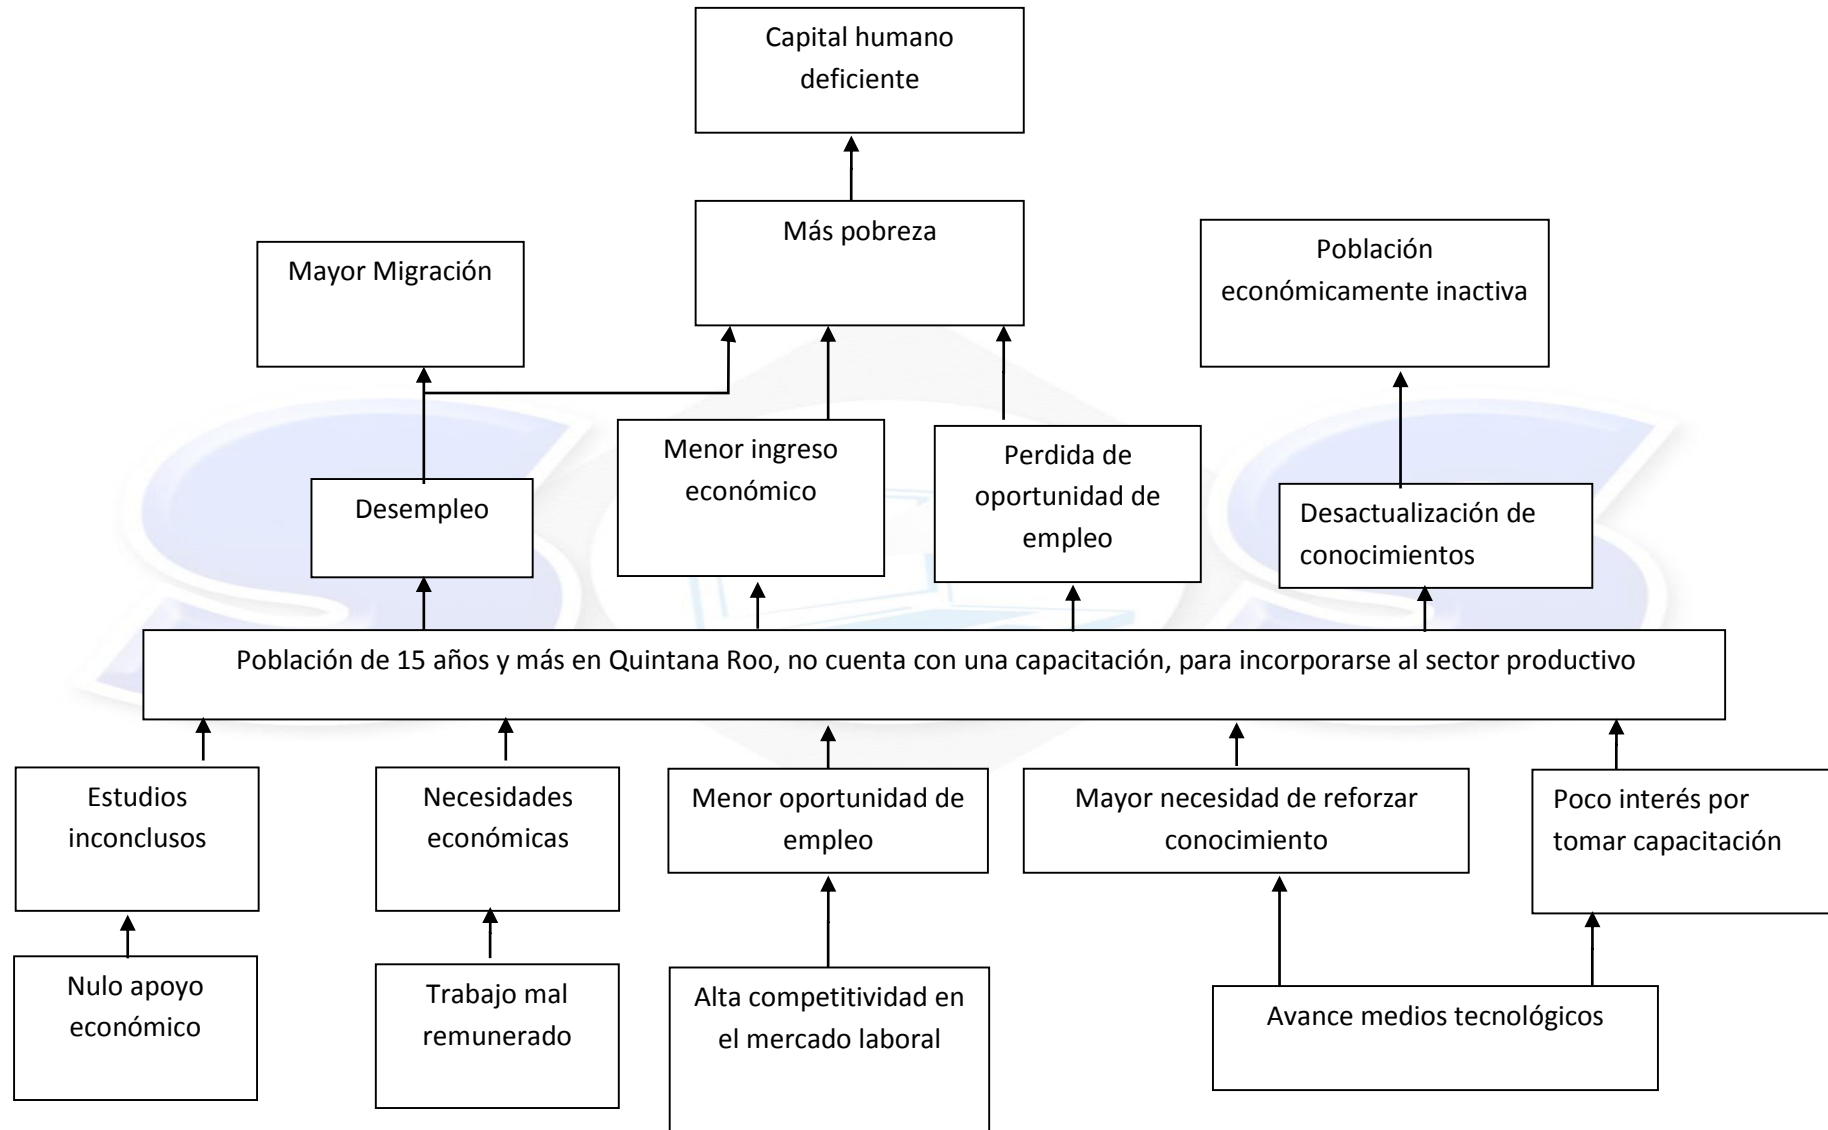 Capital humano
deficiente
Más pobreza
Mayor Migración
Población
económicamente inactiva
Menor ingreso
económico
Perdida de
oportunidad de
empleo
Desempleo
Desactualización de
conocimientos
Población de 15 años y más en Quintana Roo, no cuenta con una capacitación, para incorporarse al sector productivo
Estudios
inconclusos
Necesidades
económicas
Menor oportunidad de
empleo
Mayor necesidad de reforzar
conocimiento
Poco interés por
tomar capacitación
Nulo apoyo
económico
Trabajo mal
remunerado
Alta competitividad en
el mercado laboral
Avance medios tecnológicos